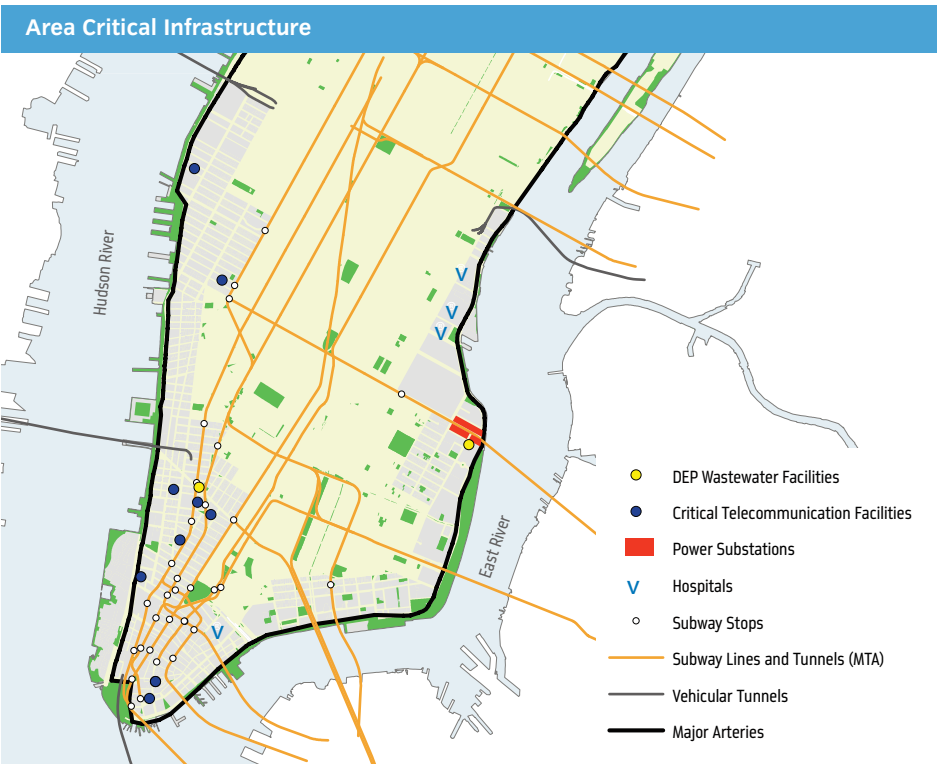 Area Critical Infrastructure
Hudson River
East River
DEP Wastewater Facilities
Critical Telecommunication Facilities
Power Substations
Hospitals
Subway Stops
Subway Lines and Tunnels (MTA)
Vehicular Tunnels
Major Arteries